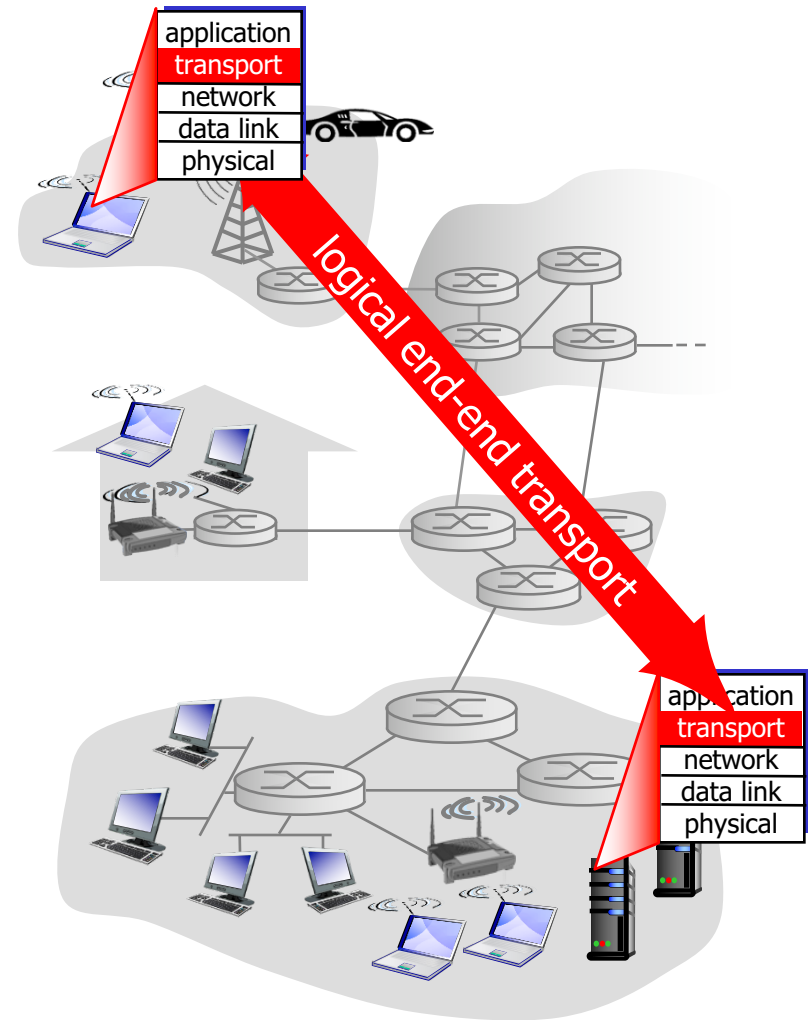 application
transport
network
data link
physical
logical end-end transport
application
transport
network
data link
physical